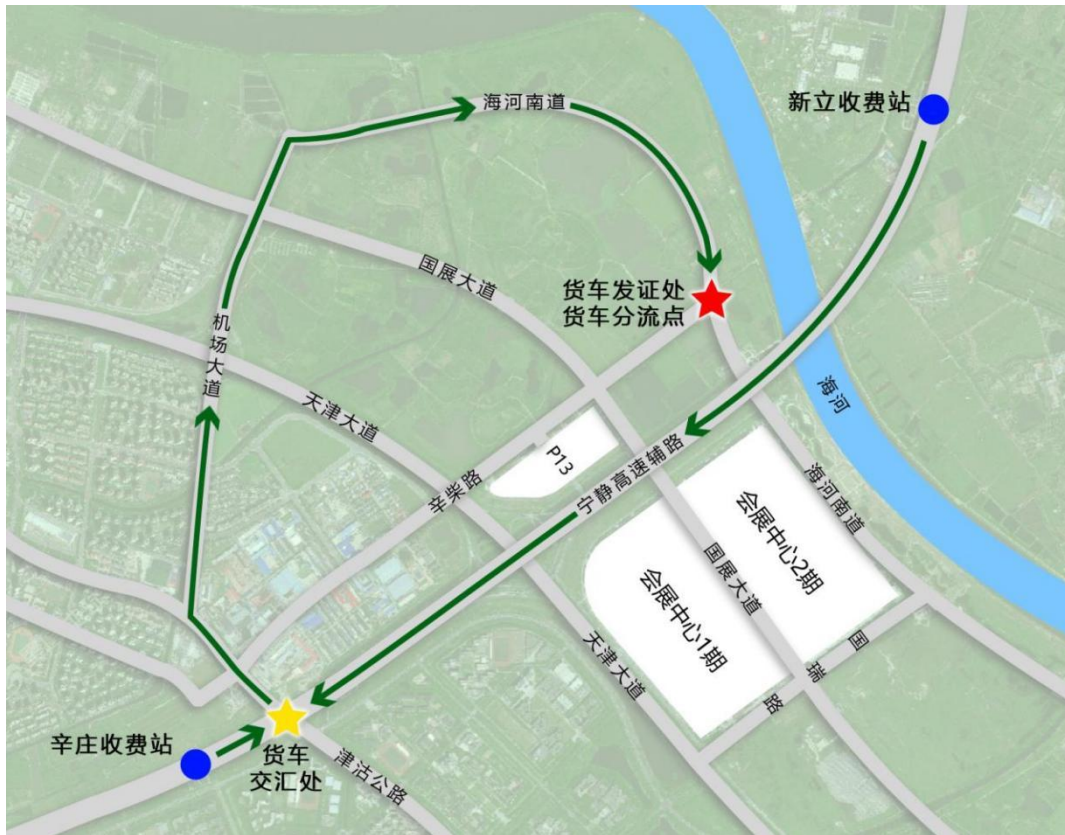 海河南道
新立收费站
国展大道
货车发证处
货车分流点
机场大道
海河
天津大道
P13
辛柴路
宁静高速辅路
海河南道
会展中心2期
国展大道
会展中心1期
国瑞路
天津大道
辛庄收费站
货车
交汇处
津沽公路